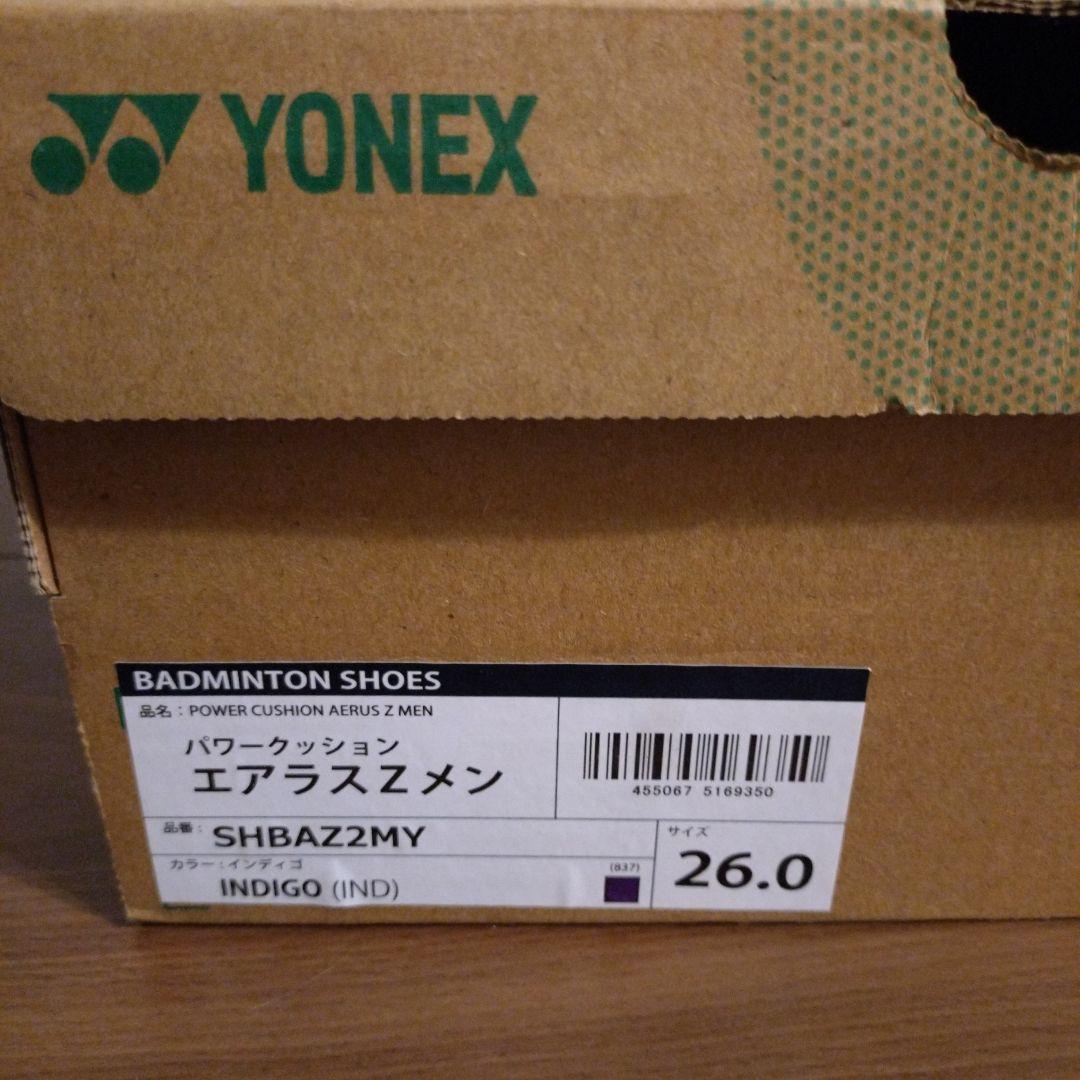 YONEX
BADMINTON SHOES
品名：POWER CUSHION AERUS Z MEN
パワークッション
エアラスZメン
455067 5169350
品番：SHBAZ2MY
サイズ
26.0
カラー：インディゴ
(837)
INDIGO (IND)